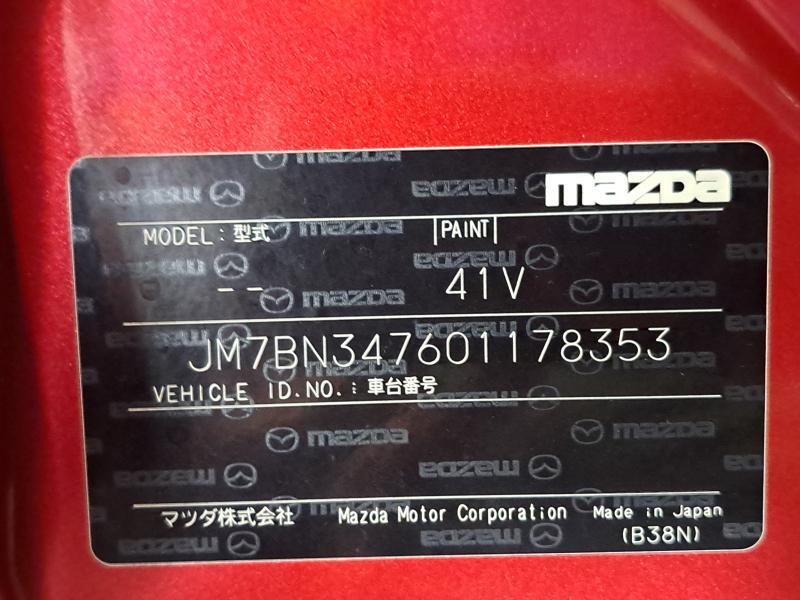 mazda
MODEL: 型式 PAINT
-- 41V
JM7BN347601178353
VEHICLE ID.NO.: 車台番号
マツダ株式会社 Mazda Motor Corporation Made in Japan
(B38N)